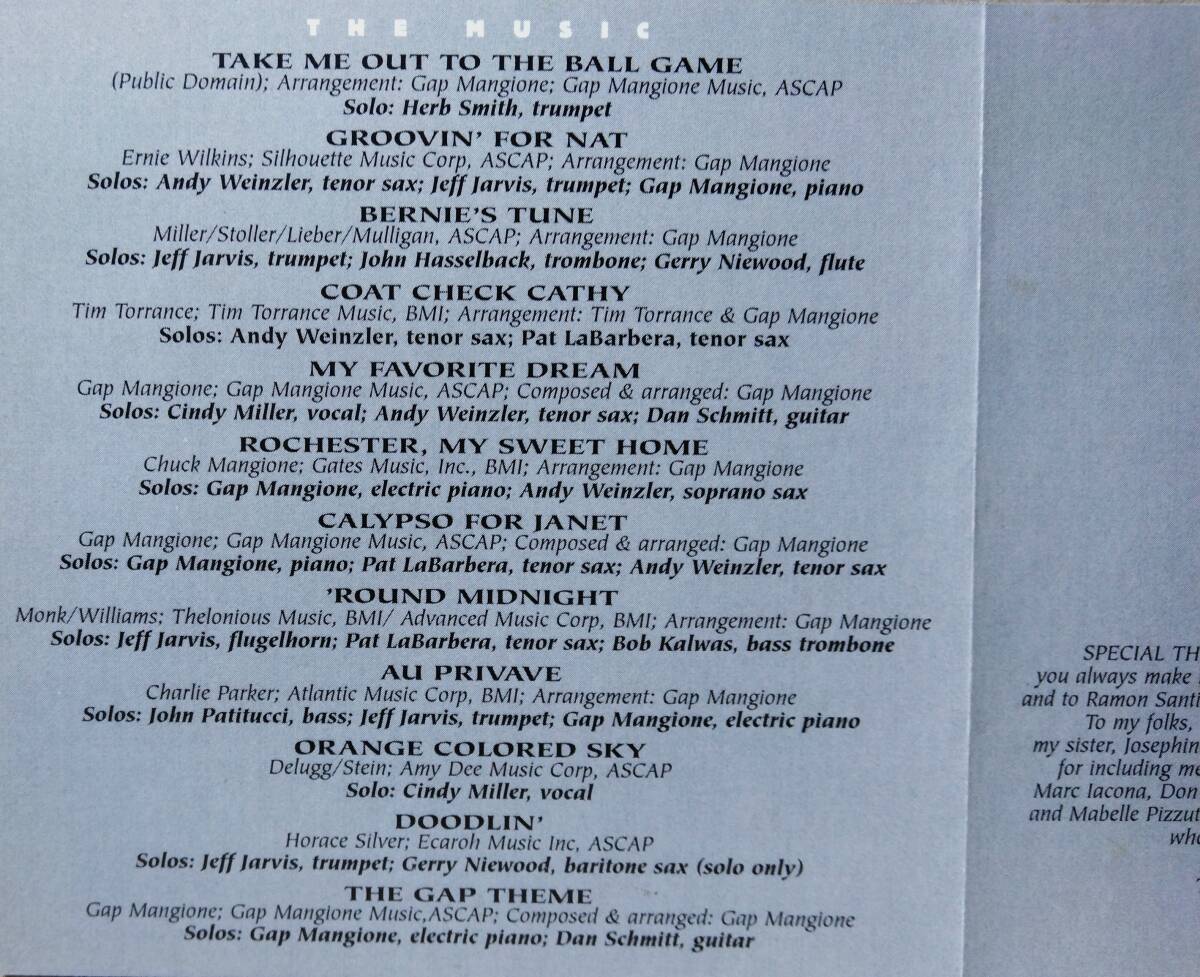 THE MUSIC
TAKE ME OUT TO THE BALL GAME
(Public Domain); Arrangement: Gap Mangione; Gap Mangione Music, ASCAP
Solo: Herb Smith, trumpet
GROOVIN' FOR NAT
Ernie Wilkins; Silhouette Music Corp, ASCAP; Arrangement: Gap Mangione
Solos: Andy Weinzler, tenor sax; Jeff Jarvis, trumpet; Gap Mangione, piano
BERNIE'S TUNE
Miller/Stoller/Lieber/Mulligan, ASCAP; Arrangement: Gap Mangione
Solos: Jeff Jarvis, trumpet; John Hasselback, trombone; Gerry Niewood, flute
COAT CHECK CATHY
Tim Torrance; Tim Torrance Music, BMI; Arrangement: Tim Torrance & Gap Mangione
Solos: Andy Weinzler, tenor sax; Pat LaBarbera, tenor sax
MY FAVORITE DREAM
Gap Mangione; Gap Mangione Music, ASCAP; Composed & arranged: Gap Mangione
Solos: Cindy Miller, vocal; Andy Weinzler, tenor sax; Dan Schmitt, guitar
ROCHESTER, MY SWEET HOME
Chuck Mangione; Gates Music, Inc., BMI; Arrangement: Gap Mangione
Solos: Gap Mangione, electric piano; Andy Weinzler, soprano sax
CALYPSO FOR JANET
Gap Mangione; Gap Mangione Music, ASCAP; Composed & arranged: Gap Mangione
Solos: Gap Mangione, piano; Pat LaBarbera, tenor sax; Andy Weinzler, tenor sax
'ROUND MIDNIGHT
Monk/Williams; Thelonious Music, BMI/ Advanced Music Corp, BMI; Arrangement: Gap Mangione
Solos: Jeff Jarvis, flugelhorn; Pat LaBarbera, tenor sax; Bob Kalwas, bass trombone
AU PRIVAVE
Charlie Parker; Atlantic Music Corp, BMI; Arrangement: Gap Mangione
Solos: John Patitucci, bass; Jeff Jarvis, trumpet; Gap Mangione, electric piano
ORANGE COLORED SKY
Delugg/Stein; Amy Dee Music Corp, ASCAP
Solo: Cindy Miller, vocal
DOODLIN'
Horace Silver; Ecaroh Music Inc, ASCAP
Solos: Jeff Jarvis, trumpet; Gerry Niewood, baritone sax (solo only)
THE GAP THEME
Gap Mangione; Gap Mangione Music,ASCAP; Composed & arranged: Gap Mangione
Solos: Gap Mangione, electric piano; Dan Schmitt, guitar
SPECIAL TH
you always make
and to Ramon Santi
To my folks,
my sister, Josephin
for including me
Marc Iacona, Don
and Mabelle Pizzut
who